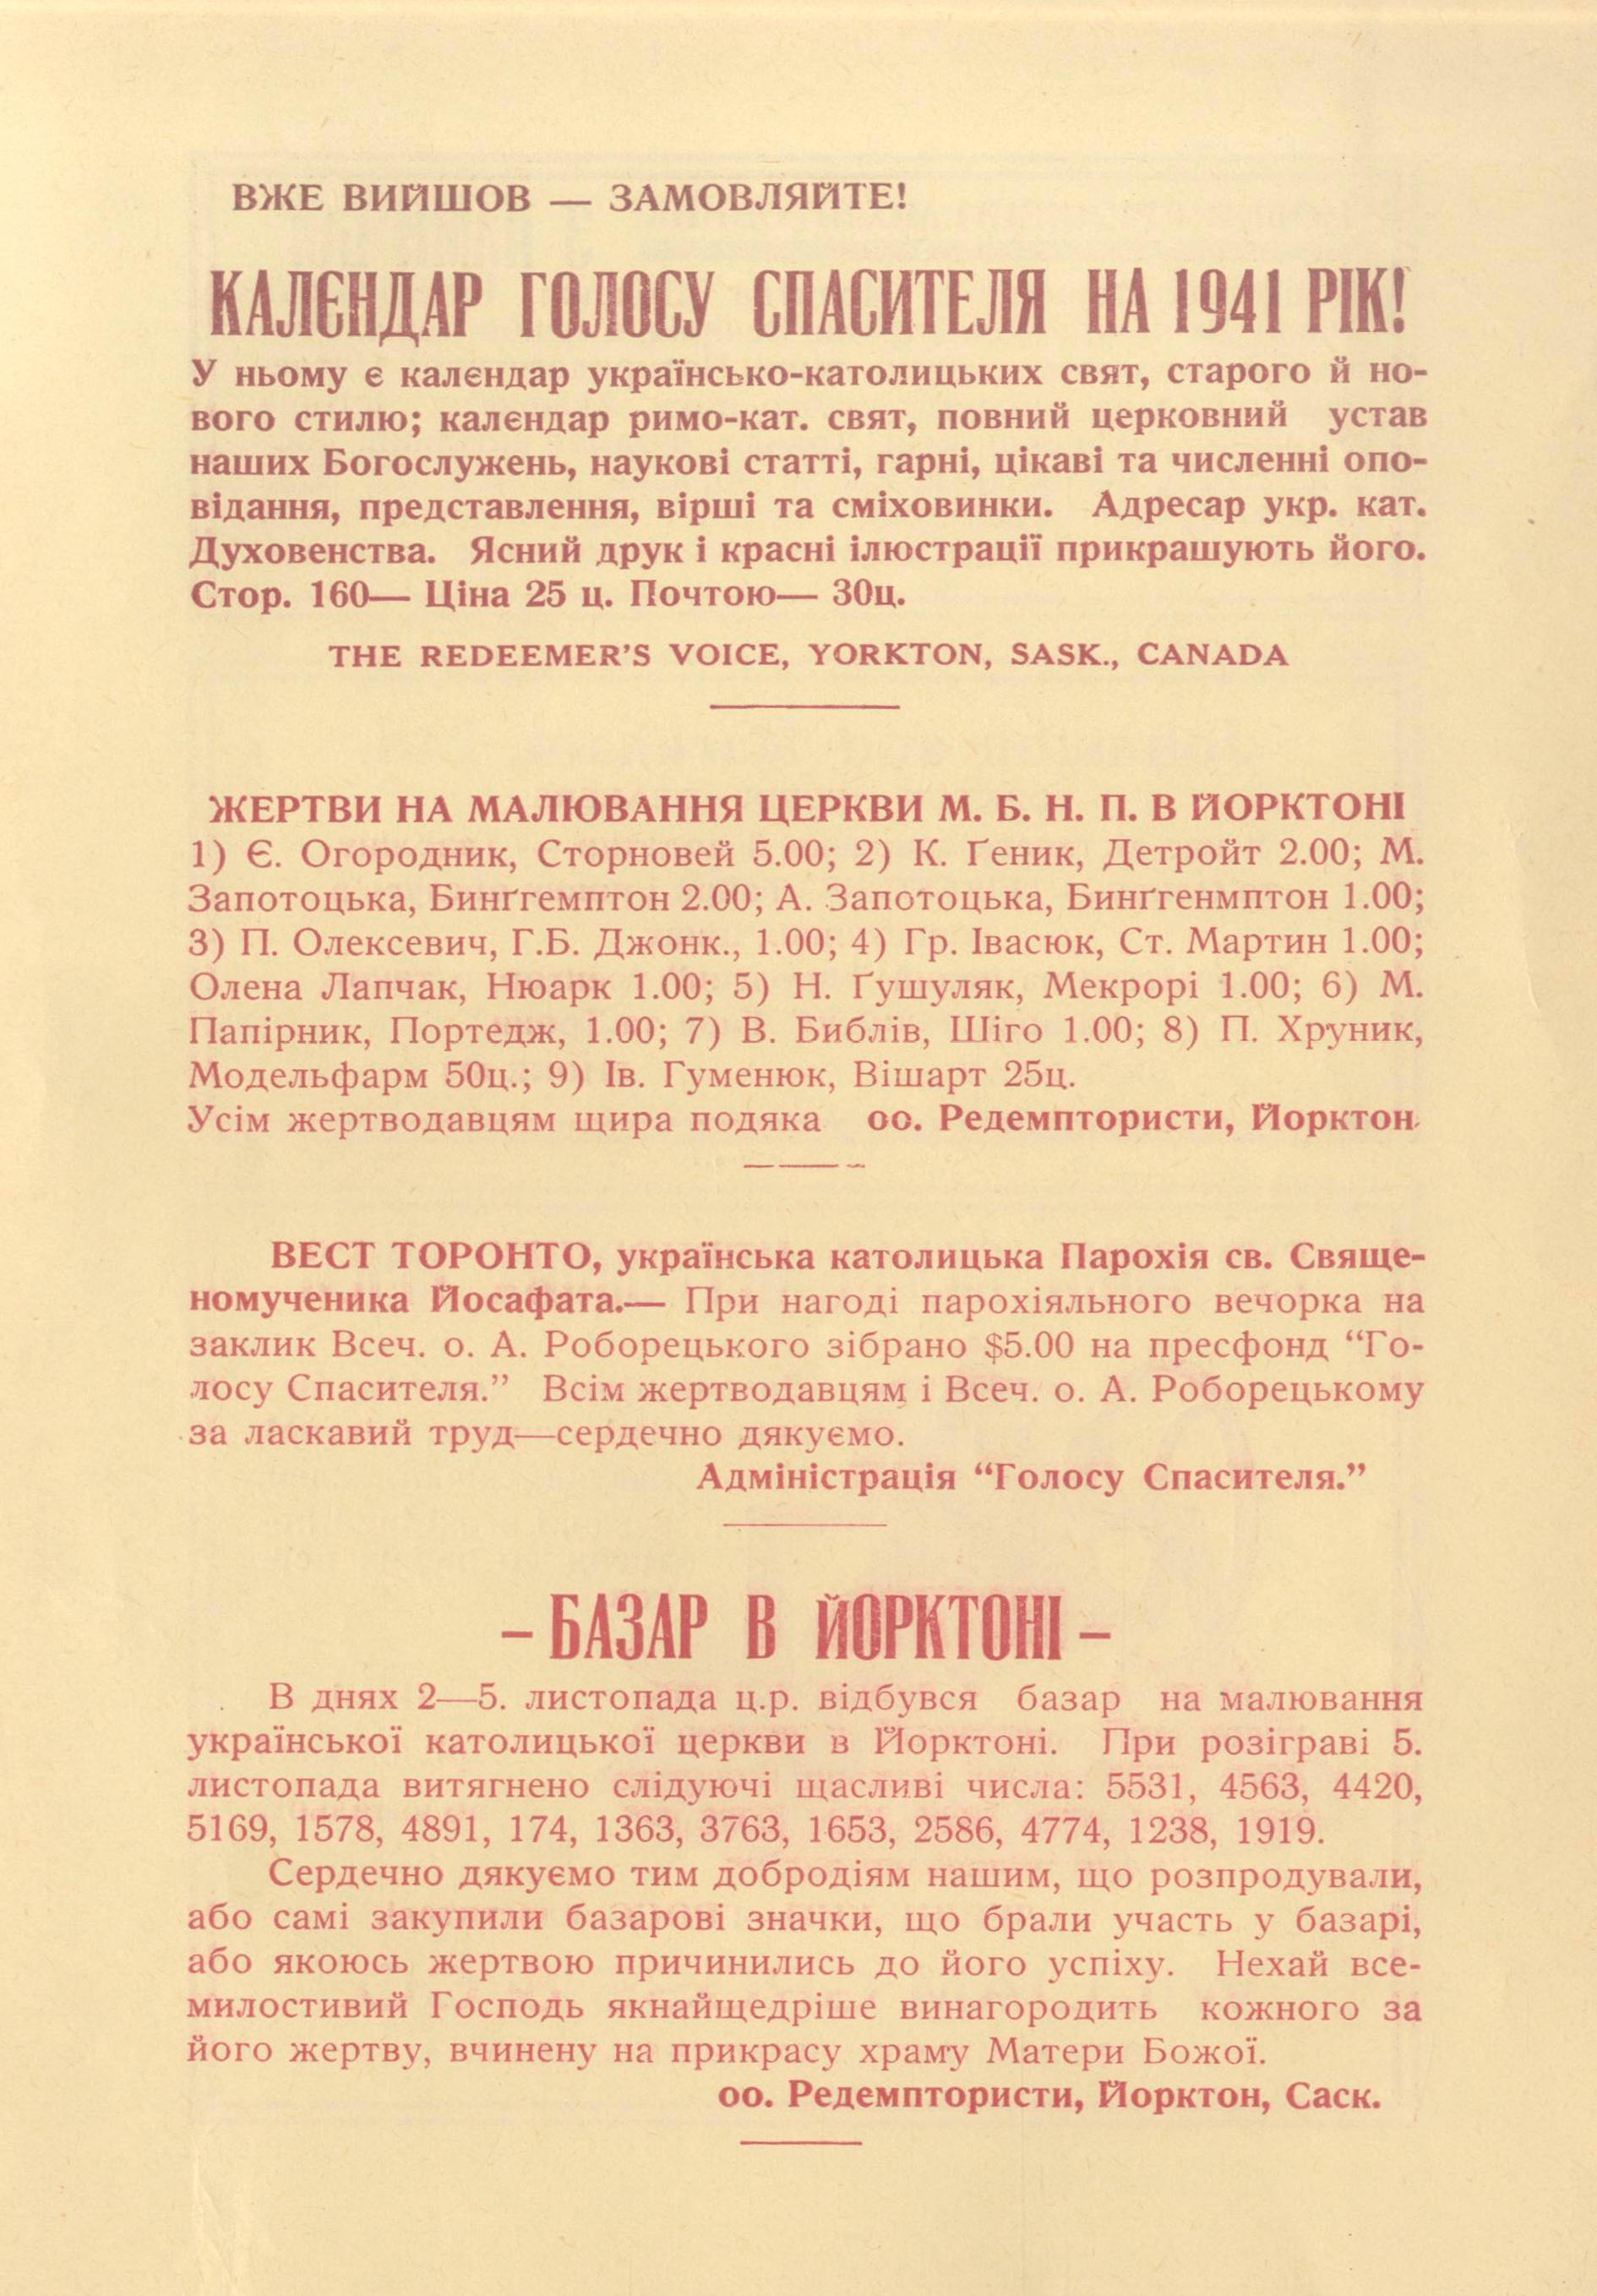 ВЖЕ ВИЙШОВ — ЗАМОВЛЯЙТЕ!
КАЛЄНДАР ГОЛОСУ СПАСИТЕЛЯ НА 1941 РІК!
У ньому є календар українсько-католицьких свят, старого й но-
вого стилю; календар римо-кат. свят, повний церковний устав
наших Богослужень, наукові статті, гарні, цікаві та численні опо-
відання, представлення, вірші та сміховинки. Адресар укр. кат.
Духовенства. Ясний друк і красні ілюстрації прикрашують його.
Стор. 160— Ціна 25 ц. Почтою— 30ц.
THE REDEEMER'S VOICE, YORKTON, SASK., CANADA
ЖЕРТВИ НА МАЛЮВАННЯ ЦЕРКВИ М. Б. Н. П. В ЙОРКТОНІ
1) Є. Огородник, Сторновей 5.00; 2) К. Ґеник, Детройт 2.00; М.
Запотоцька, Бинґгемптон 2.00; А. Запотоцька, Бинґгенмптон 1.00;
3) П. Олексевич, Г.Б. Джонк., 1.00; 4) Гр. Івасюк, Ст. Мартин 1.00;
Олена Лапчак, Нюарк 1.00; 5) Н. Ґушуляк, Мекрорі 1.00; 6) М.
Папірник, Портедж, 1.00; 7) В. Библів, Шіго 1.00; 8) П. Хруник,
Модельфарм 50ц.; 9) Ів. Гуменюк, Вішарт 25ц.
Усім жертводавцям щира подяка оо. Редемптористи, Йорктон
ВЕСТ ТОРОНТО, українська католицька Парохія св. Свяще-
номученика Йосафата.— При нагоді парохіяльного вечорка на
заклик Всеч. о. А. Роборецького зібрано $5.00 на пресфонд “Го-
лосу Спасителя.” Всім жертводавцям і Всеч. о. А. Роборецькому
за ласкавий труд—сердечно дякуємо.
Адміністрація “Голосу Спасителя.”
– БАЗАР В ЙОРКТОНІ –
В днях 2—5. листопада ц.р. відбувся базар на малювання
української католицької церкви в Йорктоні. При розіграві 5.
листопада витягнено слідуючі щасливі числа: 5531, 4563, 4420,
5169, 1578, 4891, 174, 1363, 3763, 1653, 2586, 4774, 1238, 1919.
Сердечно дякуємо тим добродіям нашим, що розпродували,
або самі закупили базарові значки, що брали участь у базарі,
або якоюсь жертвою причинились до його успіху. Нехай все-
милостивий Господь якнайщедріше винагородить кожного за
його жертву, вчинену на прикрасу храму Матери Божої.
оо. Редемптористи, Йорктон, Саск.